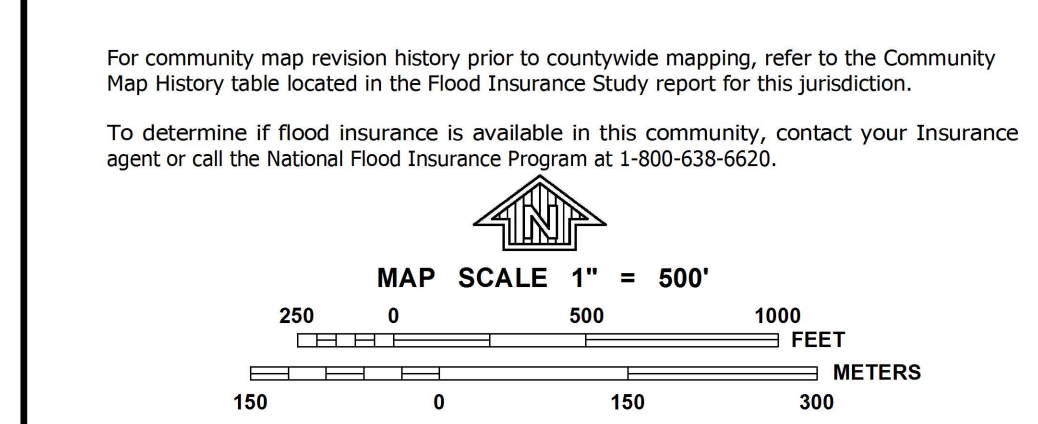 For community map revision history prior to countywide mapping, refer to the Community
Map History table located in the Flood Insurance Study report for this jurisdiction.
To determine if flood insurance is available in this community, contact your Insurance
agent or call the National Flood Insurance Program at 1-800-638-6620.
N
MAP SCALE 1" = 500'
250 0 500 1000
FEET
METERS
150 0 150 300